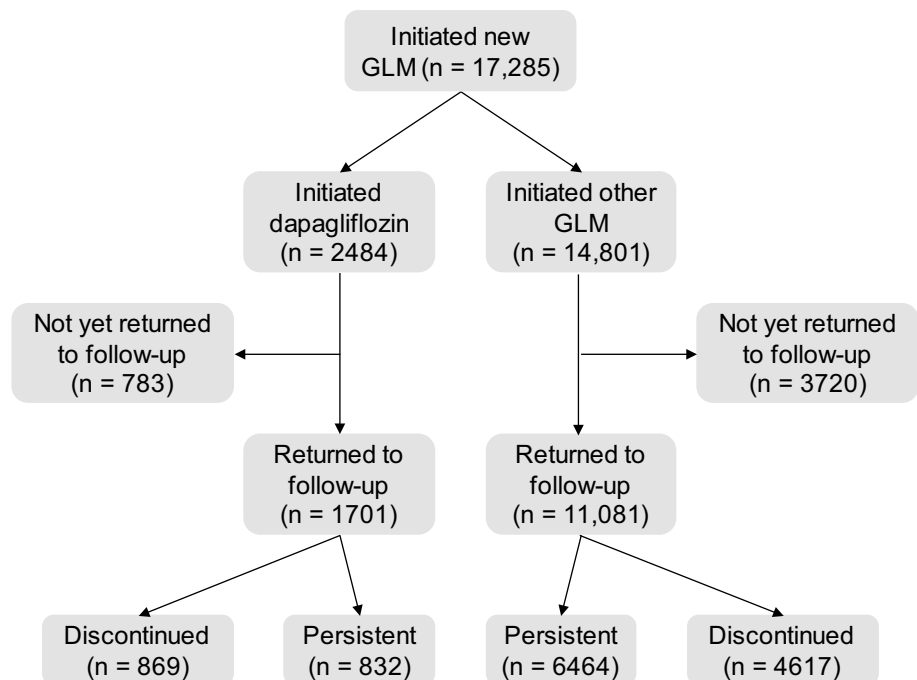 Initiated new
GLM (n = 17,285)
Initiated
dapagliflozin
(n = 2484)
Initiated other
GLM
(n = 14,801)
Not yet returned
to follow-up
(n = 783)
Not yet returned
to follow-up
(n = 3720)
Returned to
follow-up
(n = 1701)
Returned to
follow-up
(n = 11,081)
Discontinued
(n = 869)
Persistent
(n = 832)
Persistent
(n = 6464)
Discontinued
(n = 4617)